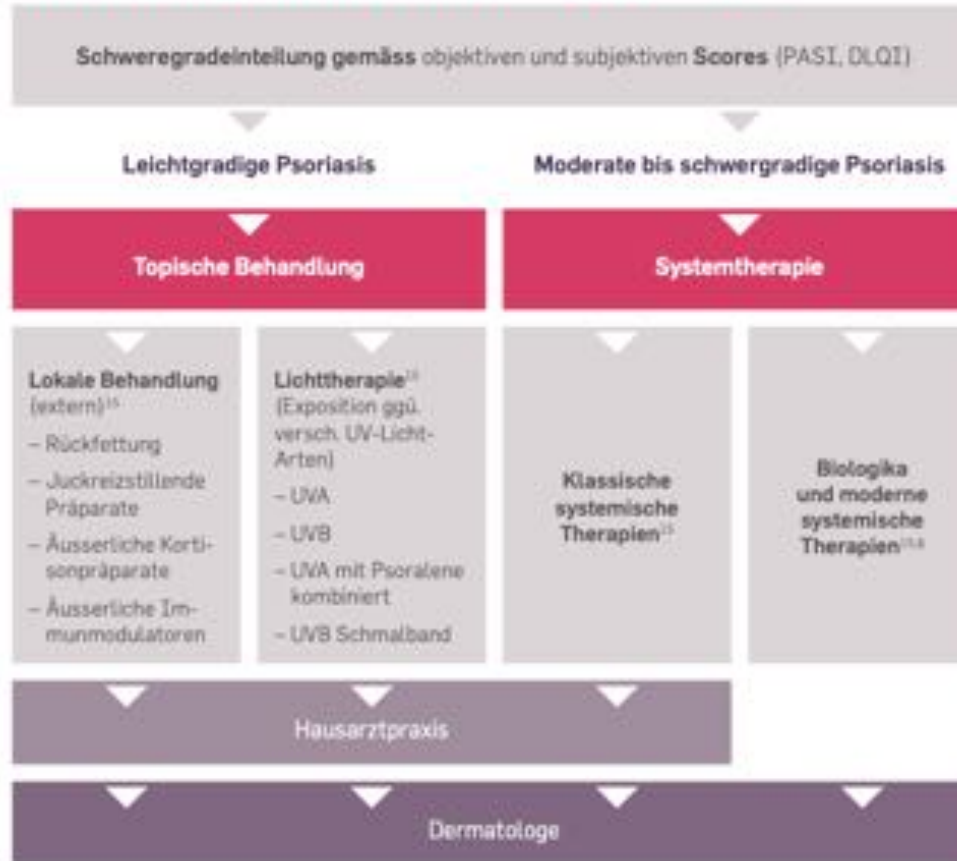 Schweregradeinteilung gemäss objektiven und subjektiven Scores (PASI, DLQI)
Leichtgradige Psoriasis
Moderate bis schwergradige Psoriasis
Topische Behandlung
Systemtherapie
Lokale Behandlung
(extern)
– Rückfettung
– Juckreizstillende
Präparate
– Äusserliche Korti-
sonpräparate
– Äusserliche Im-
munmodulatoren
Lichttherapie
(Exposition ggü.
versch. UV-Licht-
Arten)
– UVA
– UVB
– UVA mit Psoralene
kombiniert
– UVB Schmalband
Klassische
systemische
Therapien
Biologika
und moderne
systemische
Therapien
Hausarztpraxis
Dermatologe